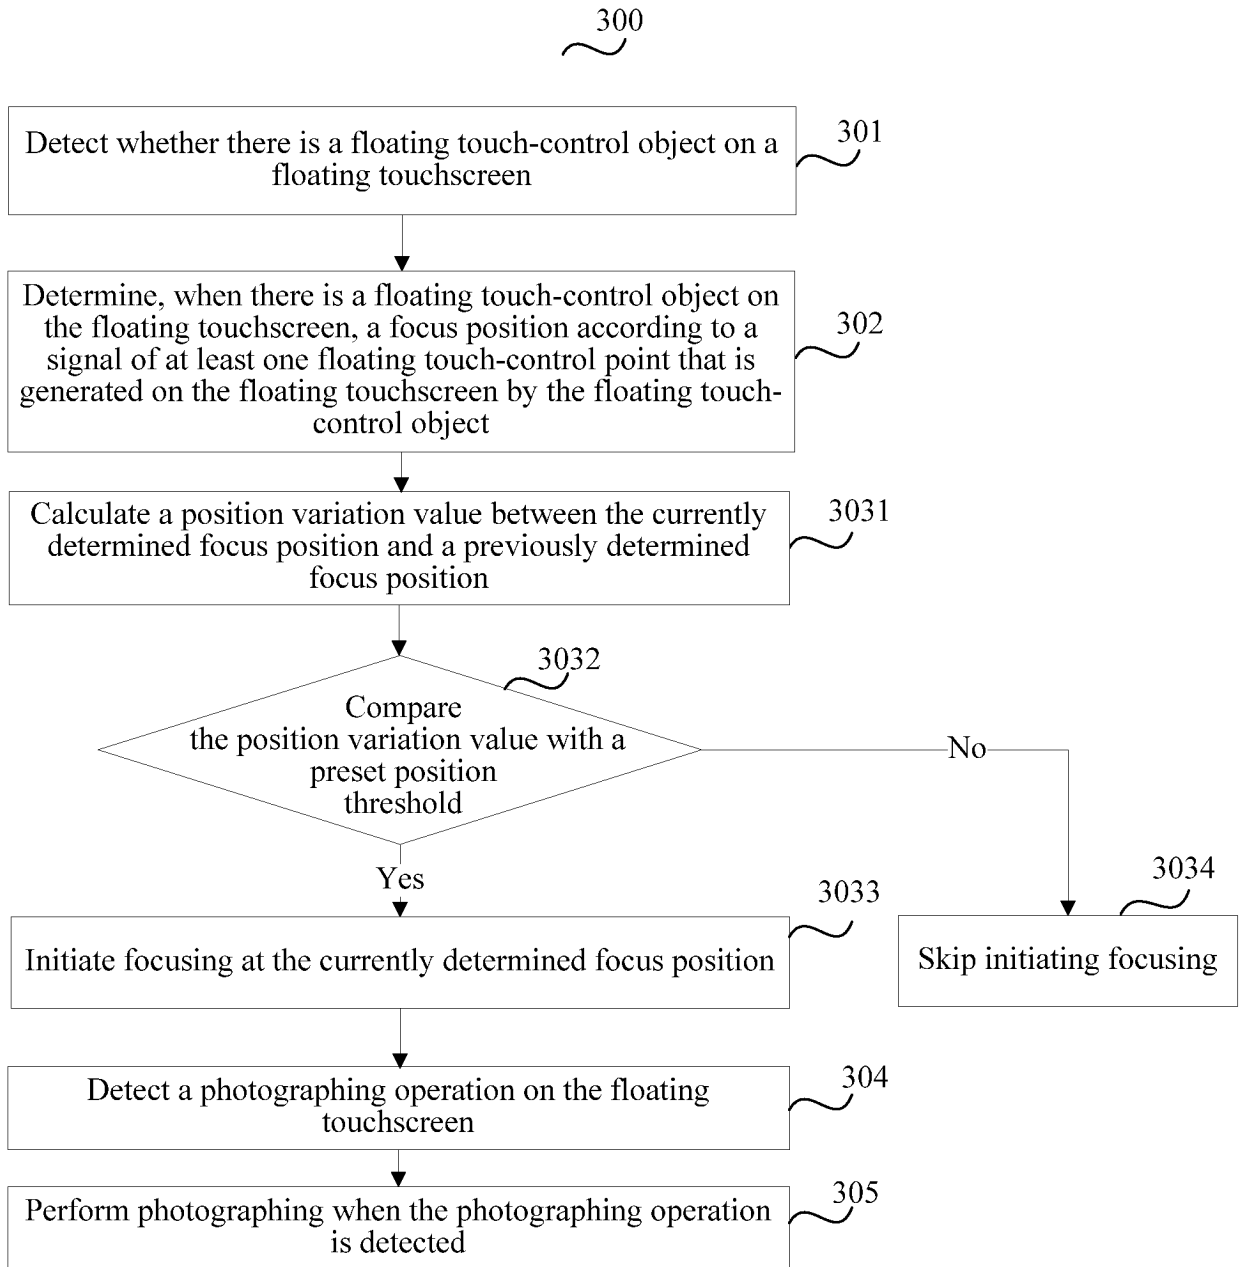 300
Detect whether there is a floating touch-control object on a
floating touchscreen
301
Determine, when there is a floating touch-control object on
the floating touchscreen, a focus position according to a
signal of at least one floating touch-control point that is
generated on the floating touchscreen by the floating touch-
control object
302
Calculate a position variation value between the currently
determined focus position and a previously determined
focus position
3031
3032
Compare
the position variation value with a
preset position
threshold
No
Yes
3033
Initiate focusing at the currently determined focus position
3034
Skip initiating focusing
Detect a photographing operation on the floating
touchscreen
304
Perform photographing when the photographing operation
is detected
305